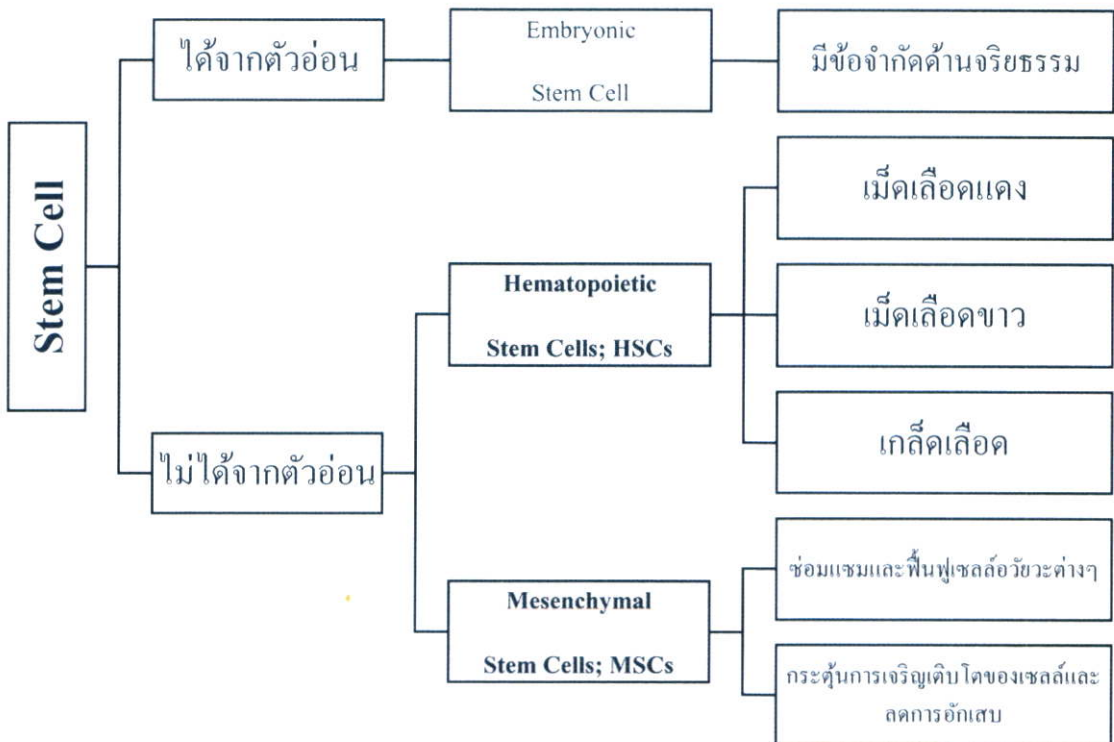 Stem Cell
ได้จากตัวอ่อน
Embryonic
Stem Cell
มีข้อจำกัดด้านจริยธรรม
ไม่ได้จากตัวอ่อน
Hematopoietic
Stem Cells; HSCs
เม็ดเลือดแดง
เม็ดเลือดขาว
เกล็ดเลือด
Mesenchymal
Stem Cells; MSCs
ซ่อมแซมและฟื้นฟูเซลล์อวัยวะต่างๆ
กระตุ้นการเจริญเติบโตของเซลล์และ
ลดการอักเสบ